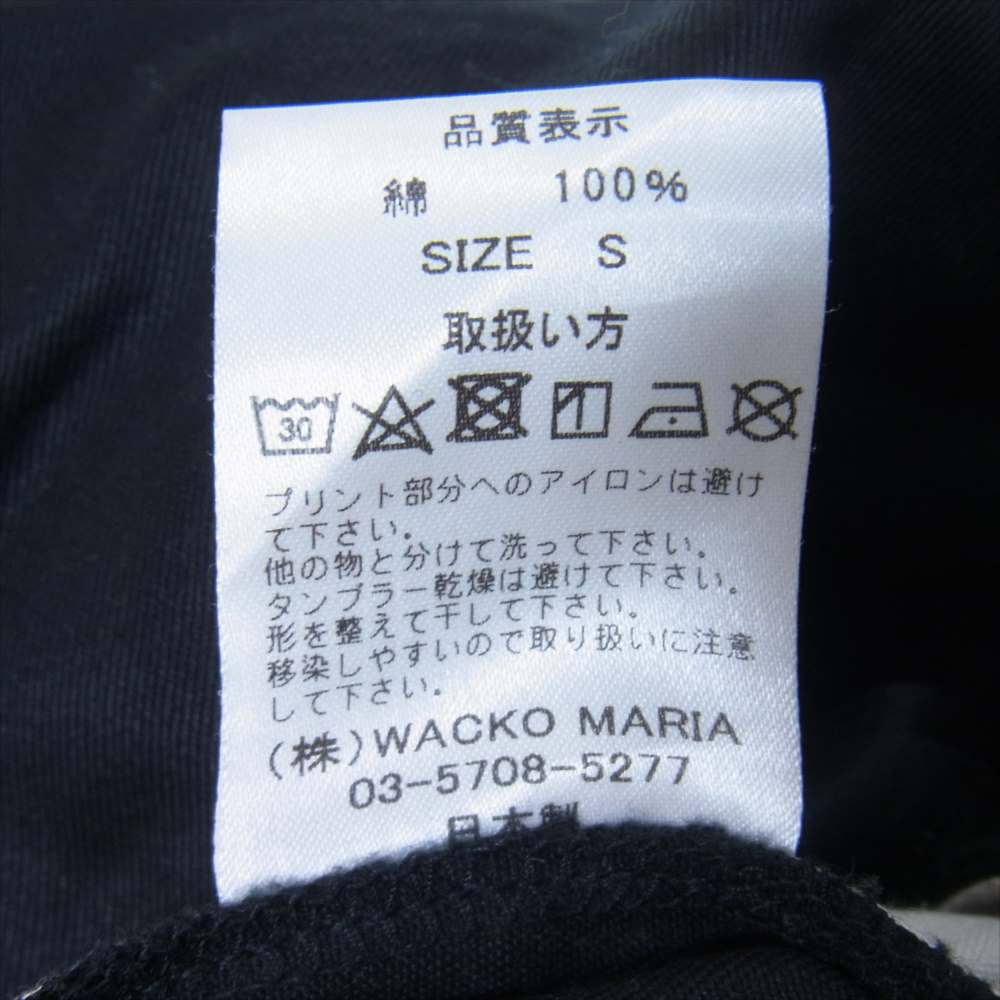 品質表示
綿 100%
SIZE S
取扱い方
30
プリント部分へのアイロンは避け
て下さい。
他の物と分けて洗って下さい。
タンブラー乾燥は避けて下さい。
形を整えて干して下さい。
移染しやすいので取り扱いに注意
して下さい。
(株)WACKO MARIA
03-5708-5277
日本製